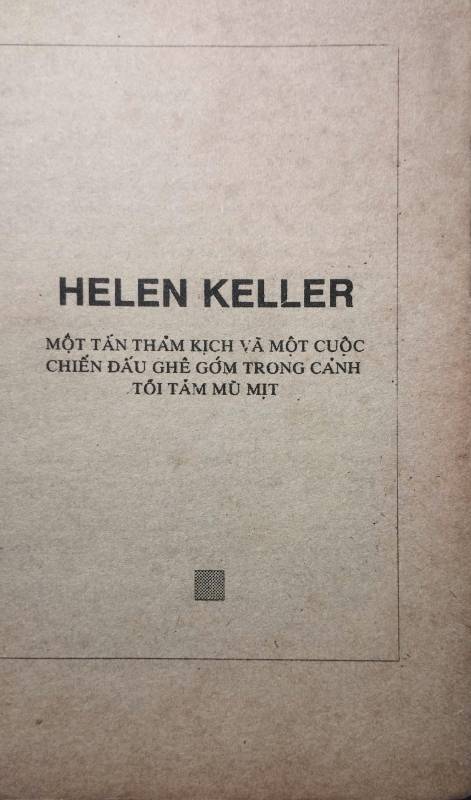 HELEN KELLER
MỘT TẤN THẢM KỊCH VÀ MỘT CUỘC
CHIẾN ĐẤU GHÊ GỚM TRONG CẢNH
TỐI TĂM MÙ MỊT